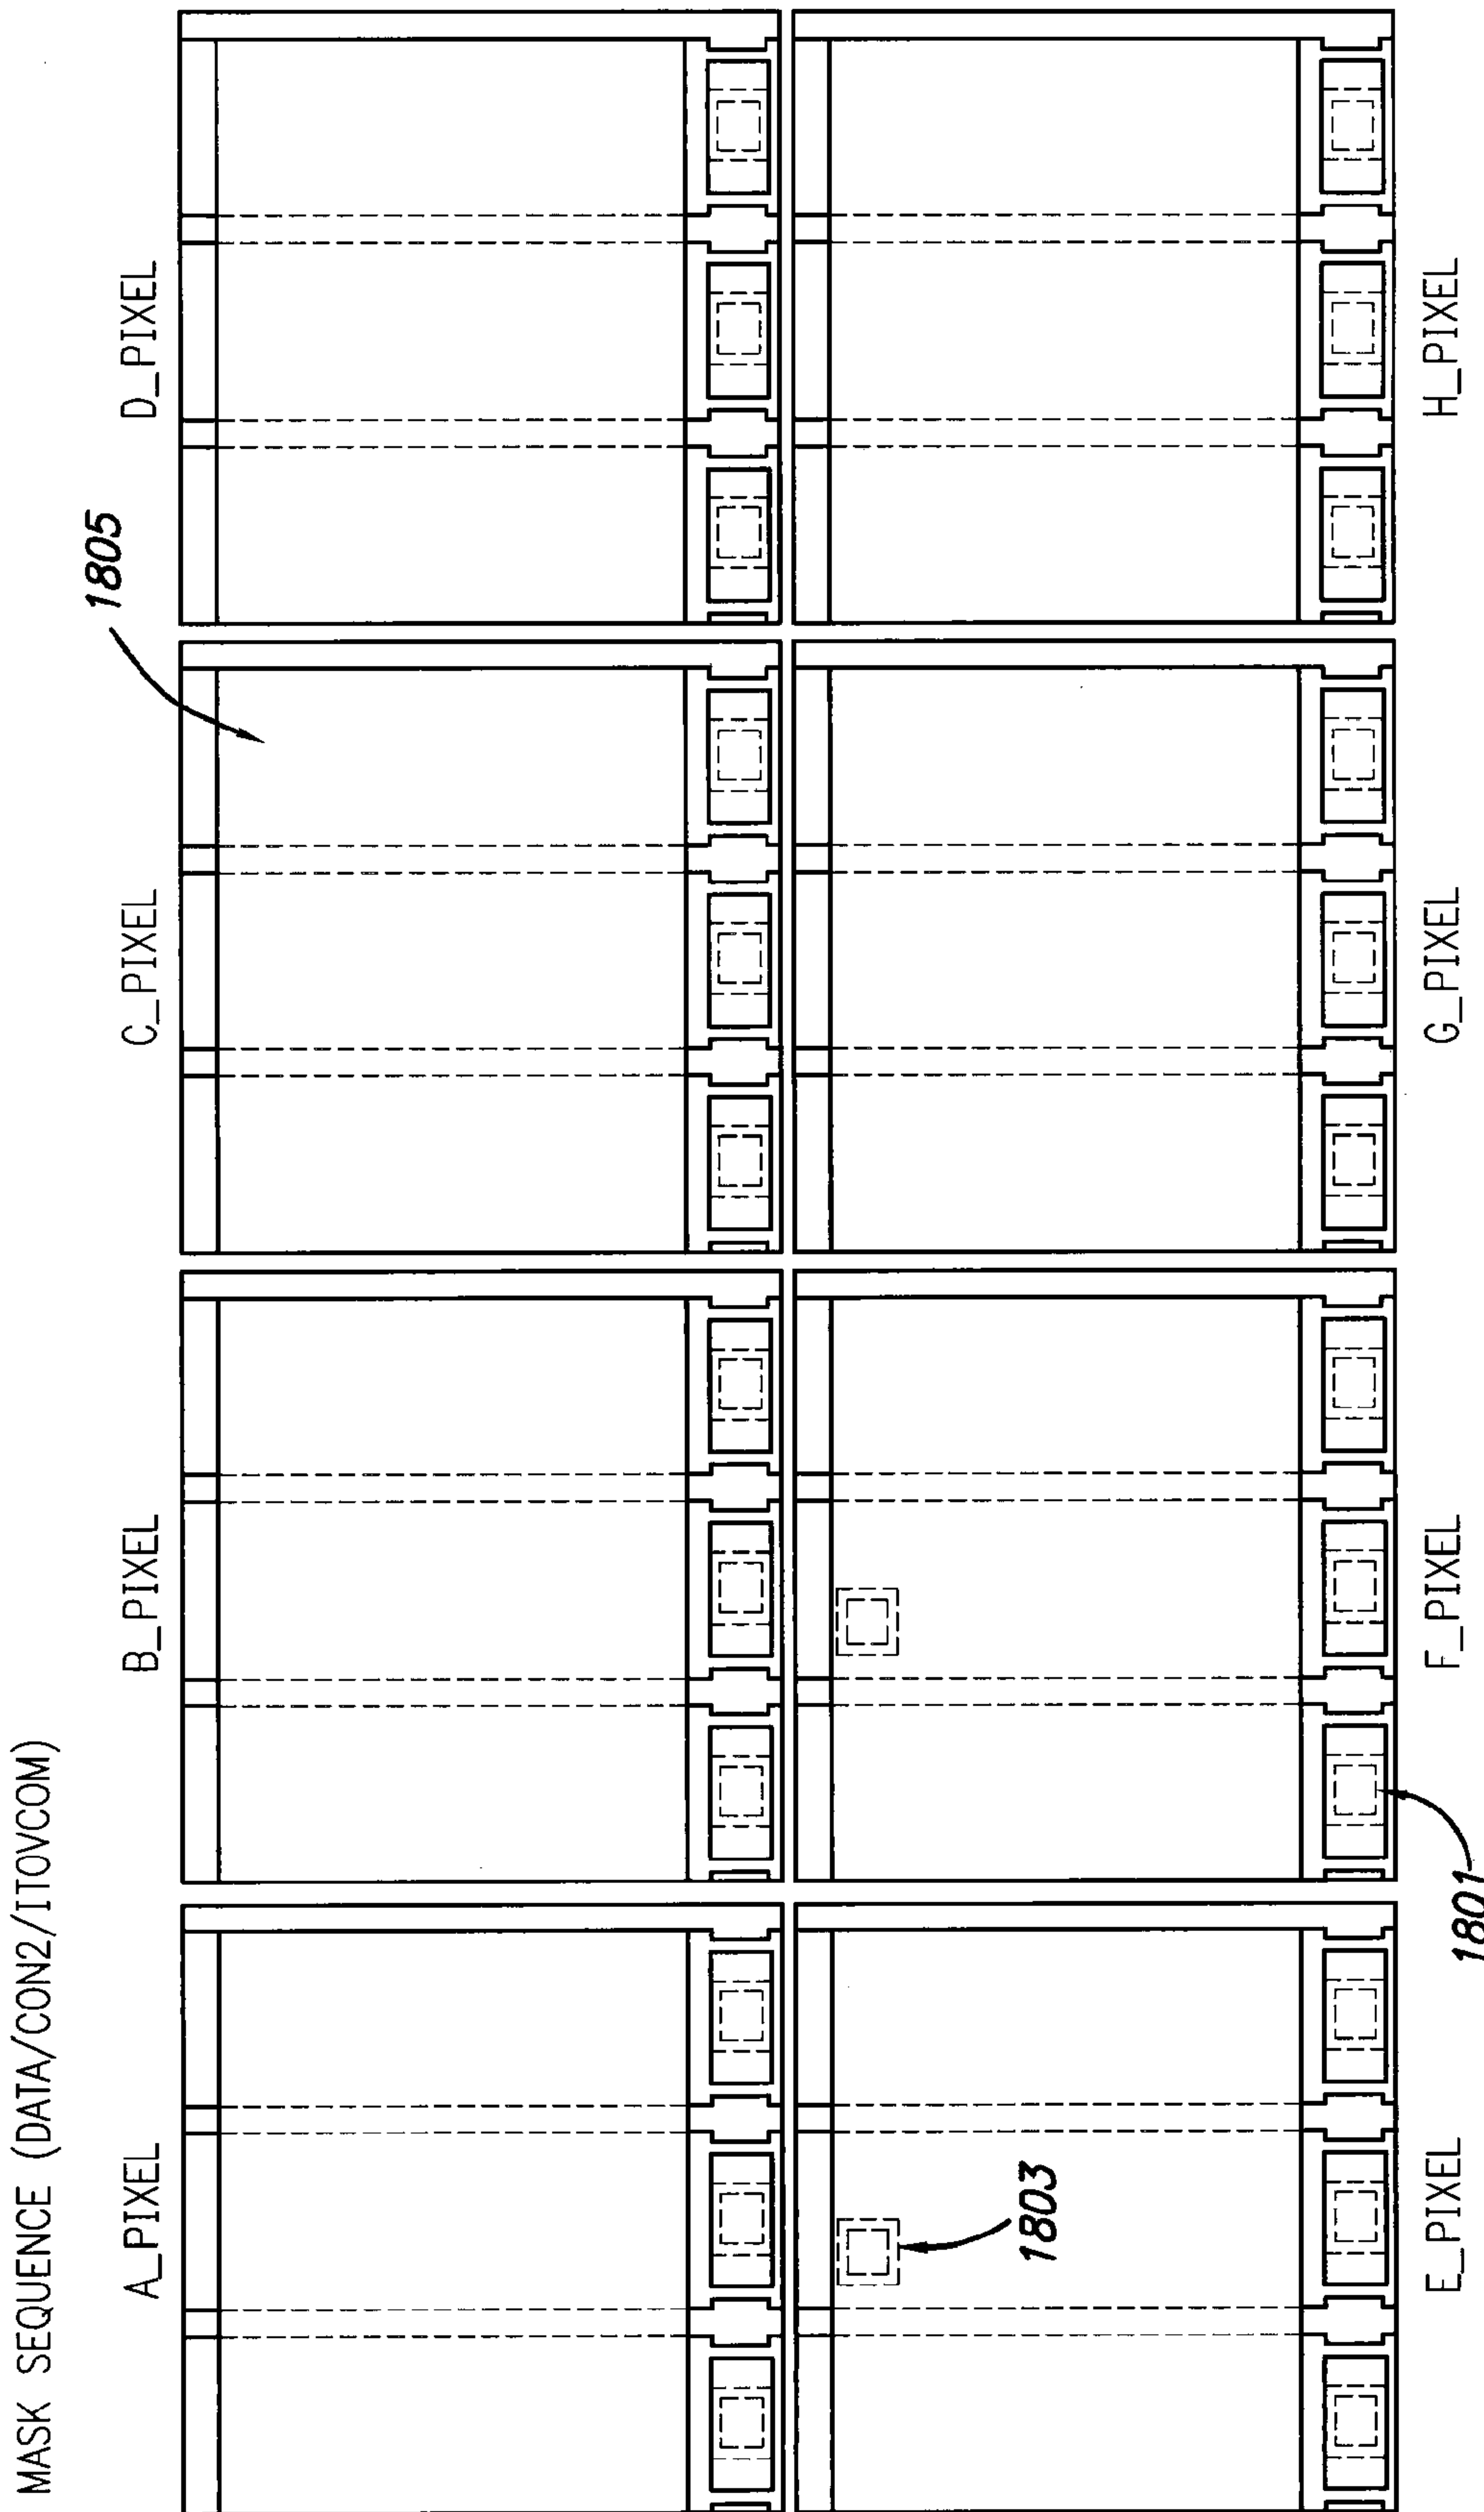 MASK SEQUENCE (DATA/CON2/ITOVCOM)
A_PIXEL
B_PIXEL
C_PIXEL
D_PIXEL
1805
1803
1801
E_PIXEL
F_PIXEL
G_PIXEL
H_PIXEL